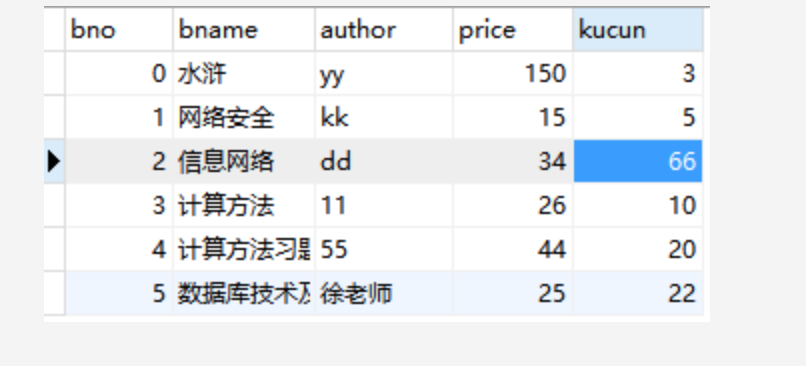 bno bname author price kucun
0 水浒 yy 150 3
1 网络安全 kk 15 5
2 信息网络 dd 34 66
3 计算方法 11 26 10
4 计算方法习 55 44 20
5 数据库技术及 徐老师 25 22